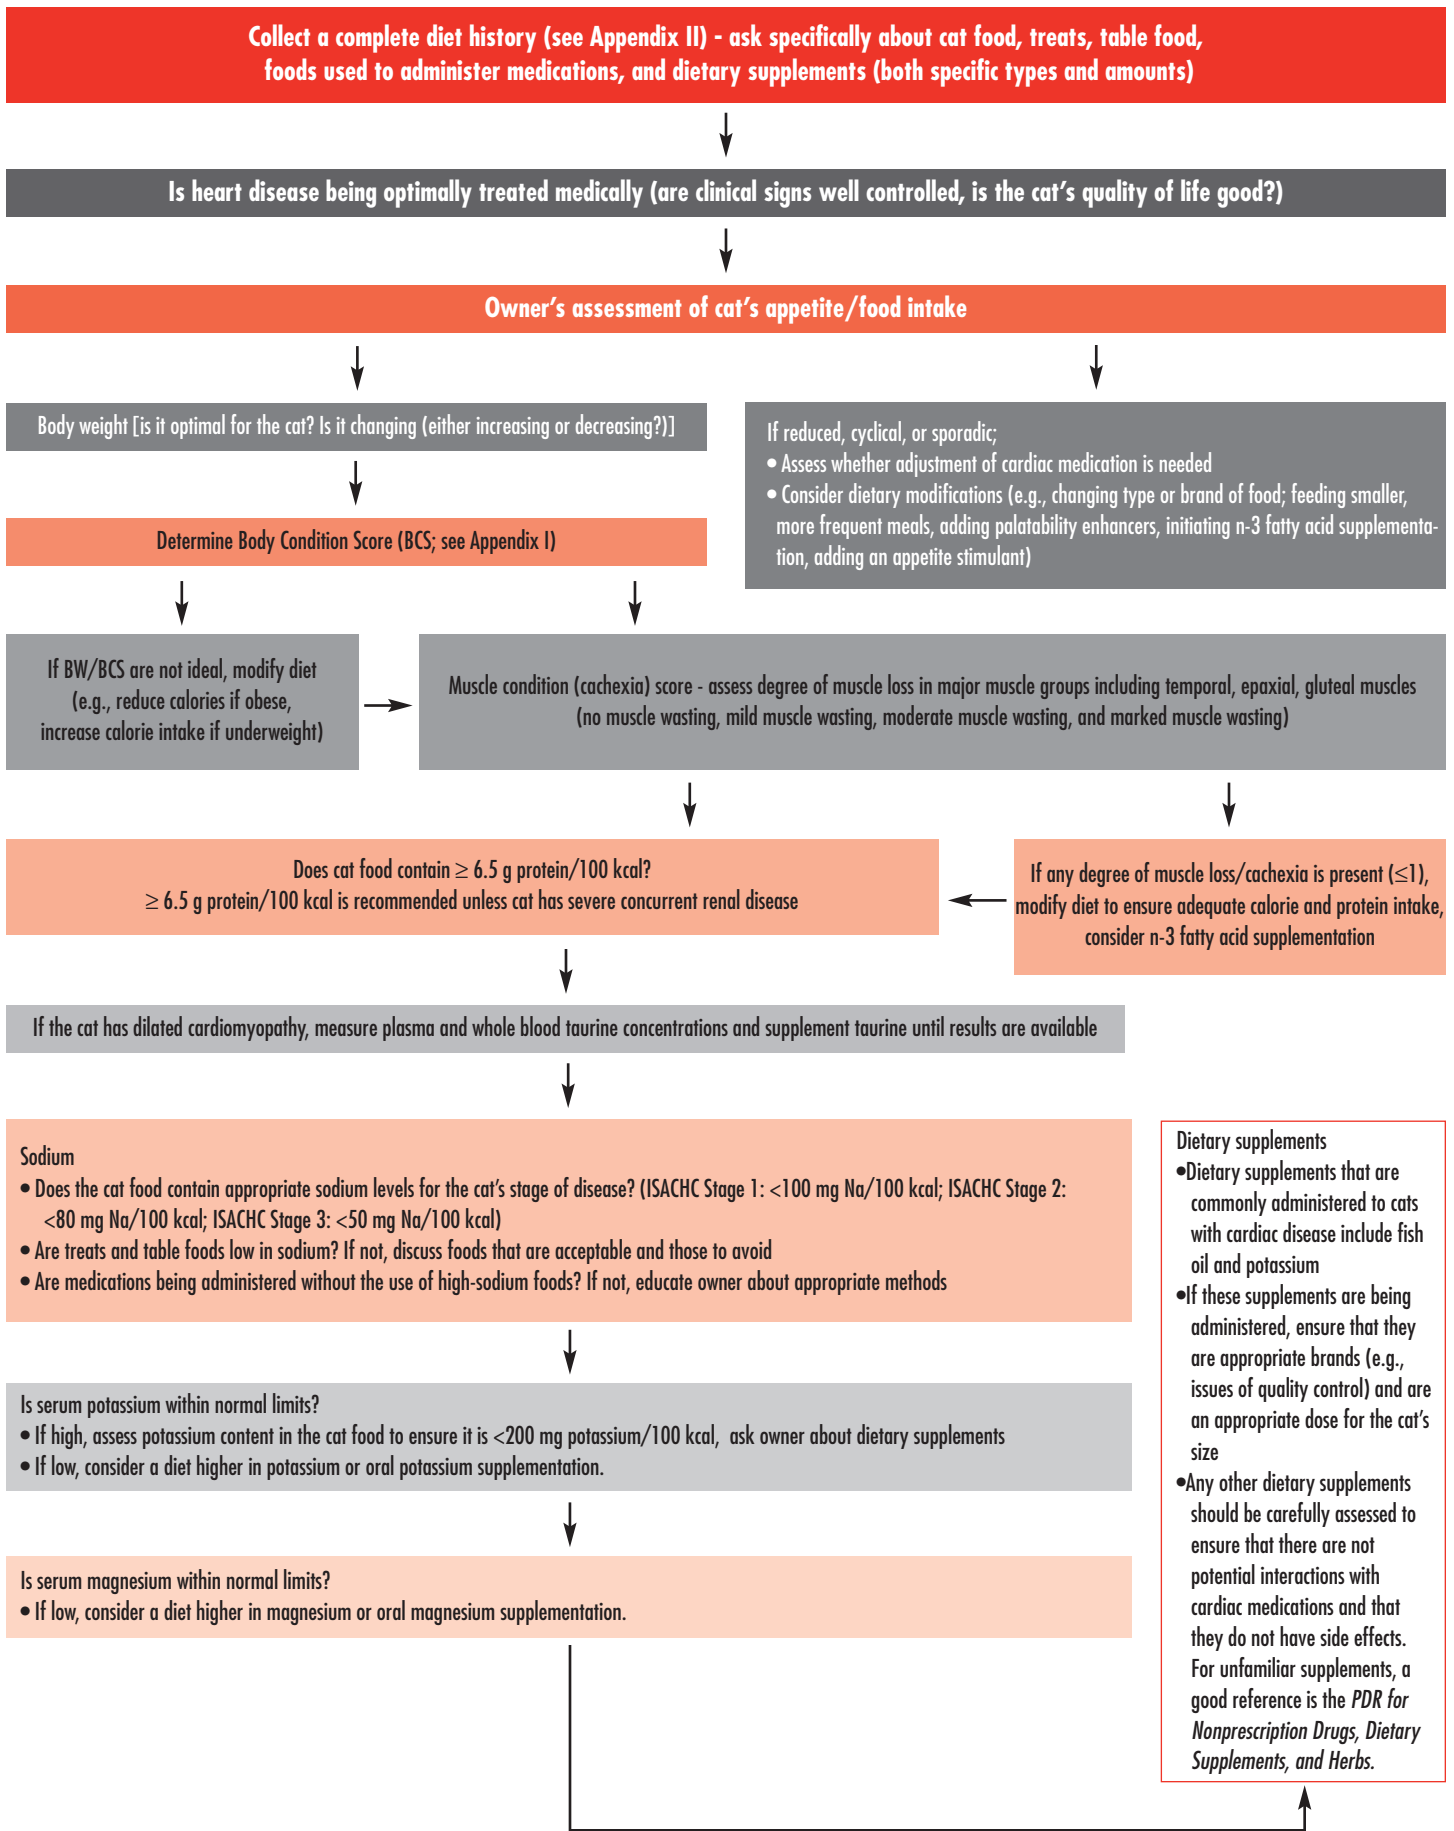 Collect a complete diet history (see Appendix II) - ask specifically about cat food, treats, table food,
foods used to administer medications, and dietary supplements (both specific types and amounts)
Is heart disease being optimally treated medically (are clinical signs well controlled, is the cat's quality of life good?)
Owner's assessment of cat's appetite/food intake
Body weight [is it optimal for the cat? Is it changing (either increasing or decreasing?)]
If reduced, cyclical, or sporadic;
• Assess whether adjustment of cardiac medication is needed
• Consider dietary modifications (e.g., changing type or brand of food; feeding smaller,
more frequent meals, adding palatability enhancers, initiating n-3 fatty acid supplementa-
tion, adding an appetite stimulant)
Determine Body Condition Score (BCS; see Appendix I)
If BW/BCS are not ideal, modify diet
(e.g., reduce calories if obese,
increase calorie intake if underweight)
Muscle condition (cachexia) score - assess degree of muscle loss in major muscle groups including temporal, epaxial, gluteal muscles
(no muscle wasting, mild muscle wasting, moderate muscle wasting, and marked muscle wasting)
Does cat food contain ≥ 6.5 g protein/100 kcal?
≥ 6.5 g protein/100 kcal is recommended unless cat has severe concurrent renal disease
If any degree of muscle loss/cachexia is present (≤1),
modify diet to ensure adequate calorie and protein intake,
consider n-3 fatty acid supplementation
If the cat has dilated cardiomyopathy, measure plasma and whole blood taurine concentrations and supplement taurine until results are available
Sodium
• Does the cat food contain appropriate sodium levels for the cat's stage of disease? (ISACHC Stage 1: <100 mg Na/100 kcal; ISACHC Stage 2:
<80 mg Na/100 kcal; ISACHC Stage 3: <50 mg Na/100 kcal)
• Are treats and table foods low in sodium? If not, discuss foods that are acceptable and those to avoid
• Are medications being administered without the use of high-sodium foods? If not, educate owner about appropriate methods
Is serum potassium within normal limits?
• If high, assess potassium content in the cat food to ensure it is <200 mg potassium/100 kcal, ask owner about dietary supplements
• If low, consider a diet higher in potassium or oral potassium supplementation.
Is serum magnesium within normal limits?
• If low, consider a diet higher in magnesium or oral magnesium supplementation.
Dietary supplements
•Dietary supplements that are
commonly administered to cats
with cardiac disease include fish
oil and potassium
•If these supplements are being
administered, ensure that they
are appropriate brands (e.g.,
issues of quality control) and are
an appropriate dose for the cat's
size
•Any other dietary supplements
should be carefully assessed to
ensure that there are not
potential interactions with
cardiac medications and that
they do not have side effects.
For unfamiliar supplements, a
good reference is the PDR for
Nonprescription Drugs, Dietary
Supplements, and Herbs.